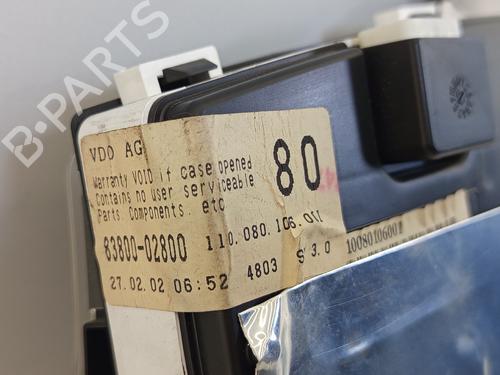 B-PARTS
VDO AG
Warranty VOID if case opened
Contains no user serviceable
Parts. Components. etc
80
83800-02800
110.080.106.011
27.02.02 06:52
4803
S 3.0
10080106001